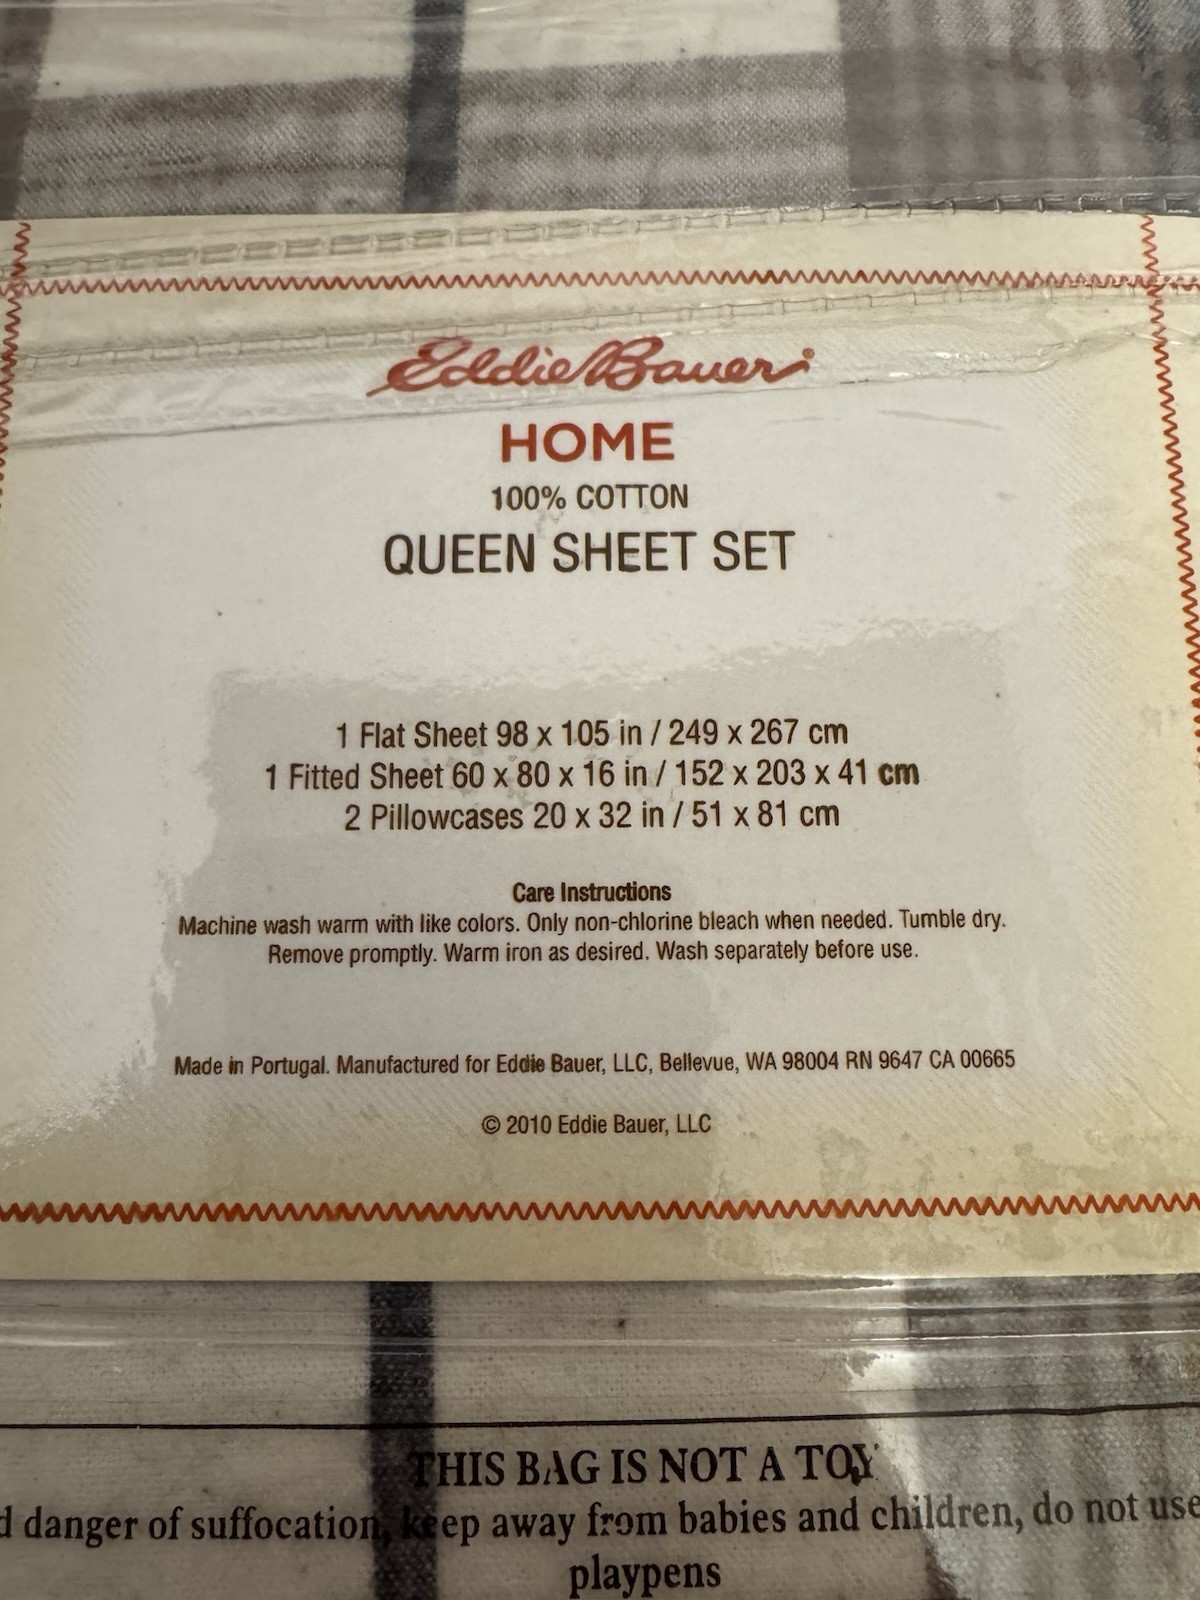 Eddie Bauer
HOME
100% COTTON
QUEEN SHEET SET
1 Flat Sheet 98 x 105 in / 249 x 267 cm
1 Fitted Sheet 60 x 80 x 16 in / 152 x 203 x 41 cm
2 Pillowcases 20 x 32 in / 51 x 81 cm
Care Instructions
Machine wash warm with like colors. Only non-chlorine bleach when needed. Tumble dry.
Remove promptly. Warm iron as desired. Wash separately before use.
Made in Portugal. Manufactured for Eddie Bauer, LLC, Bellevue, WA 98004 RN 9647 CA 00665
© 2010 Eddie Bauer, LLC
THIS BAG IS NOT A TOY
danger of suffocation, keep away from babies and children, do not use
playpens